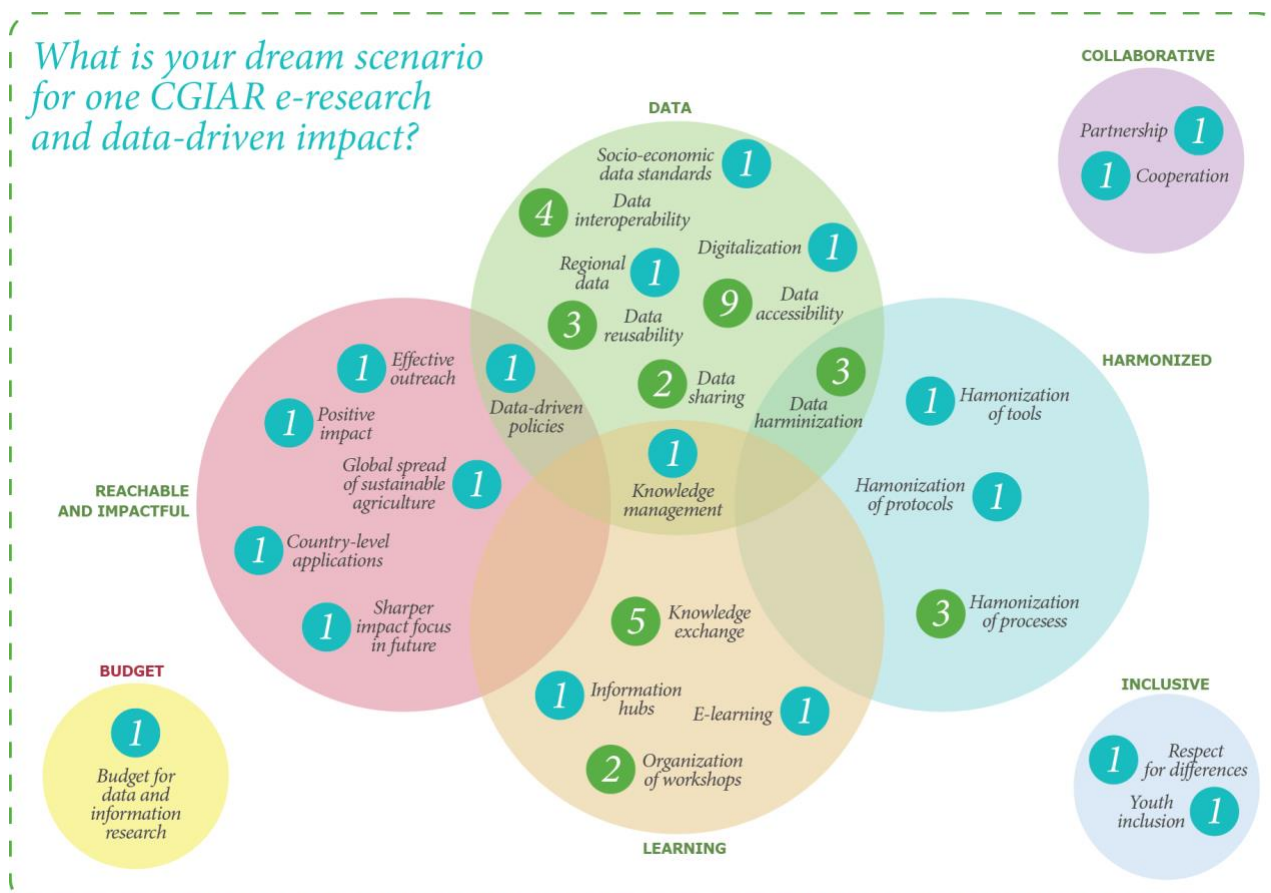 What is your dream scenario
for one CGIAR e-research
and data-driven impact?
COLLABORATIVE
Partnership 1
1 Cooperation
DATA
Socio-economic
data standards
1
4
Data
interoperability
Digitalization 1
Regional
data
1
9
Data
accessibility
3
Data
reusability
2
Data
sharing
3
Data
harminization
1
Knowledge
management
REACHABLE
AND IMPACTFUL
1
Effective
outreach
1
Data-driven
policies
1
Positive
impact
Global spread
of sustainable
agriculture
1
1
Country-level
applications
1
Sharper
impact focus
in future
HARMONIZED
1
Hamonization
of tools
Hamonization
of protocols
1
3
Hamonization
of procesess
5
Knowledge
exchange
1
Information
hubs
E-learning 1
2
Organization
of workshops
LEARNING
BUDGET
1
Budget for
data and
information
research
INCLUSIVE
1
Respect
for differences
Youth
inclusion
1